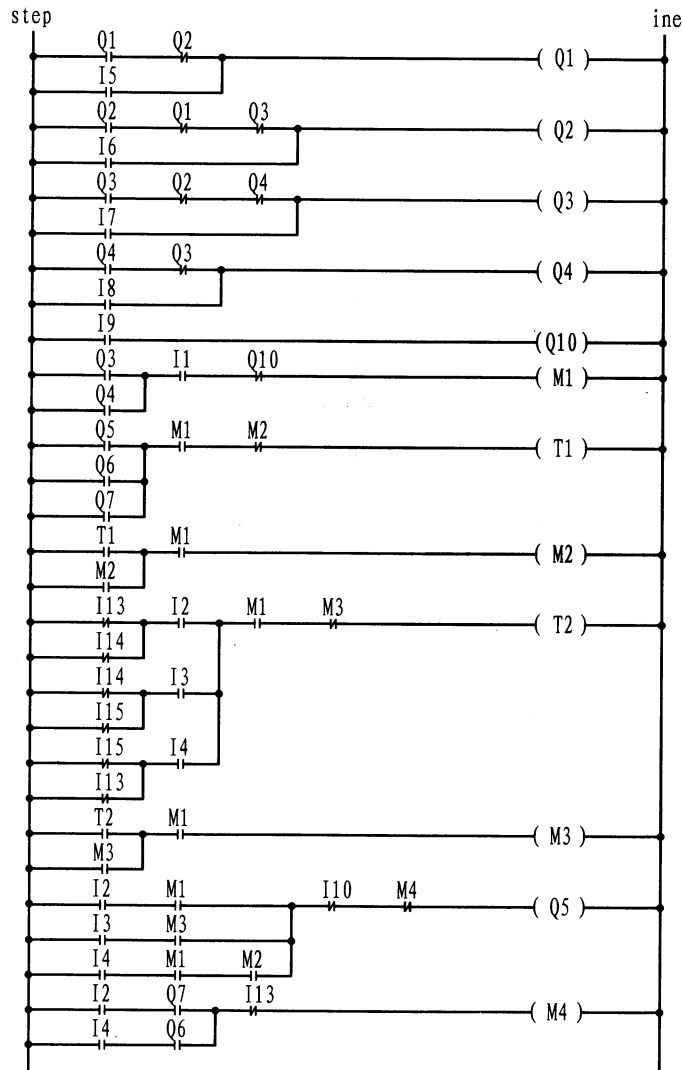 step ine
Q1 Q2
( Q1 )
I5
Q2 Q1 Q3
( Q2 )
I6
Q3 Q2 Q4
( Q3 )
I7
Q4 Q3
( Q4 )
I8
I9
(Q10)
Q3 I1 Q10
( M1 )
Q4
Q5 M1 M2
( T1 )
Q6
Q7
T1 M1
( M2 )
M2
I13 I2 M1 M3
( T2 )
I14
I14 I3
I15
I15 I4
I13
T2 M1
( M3 )
M3
I2 M1 I10 M4
( Q5 )
I3 M3
I4 M1 M2
I2 Q7 I13
( M4 )
I4 Q6